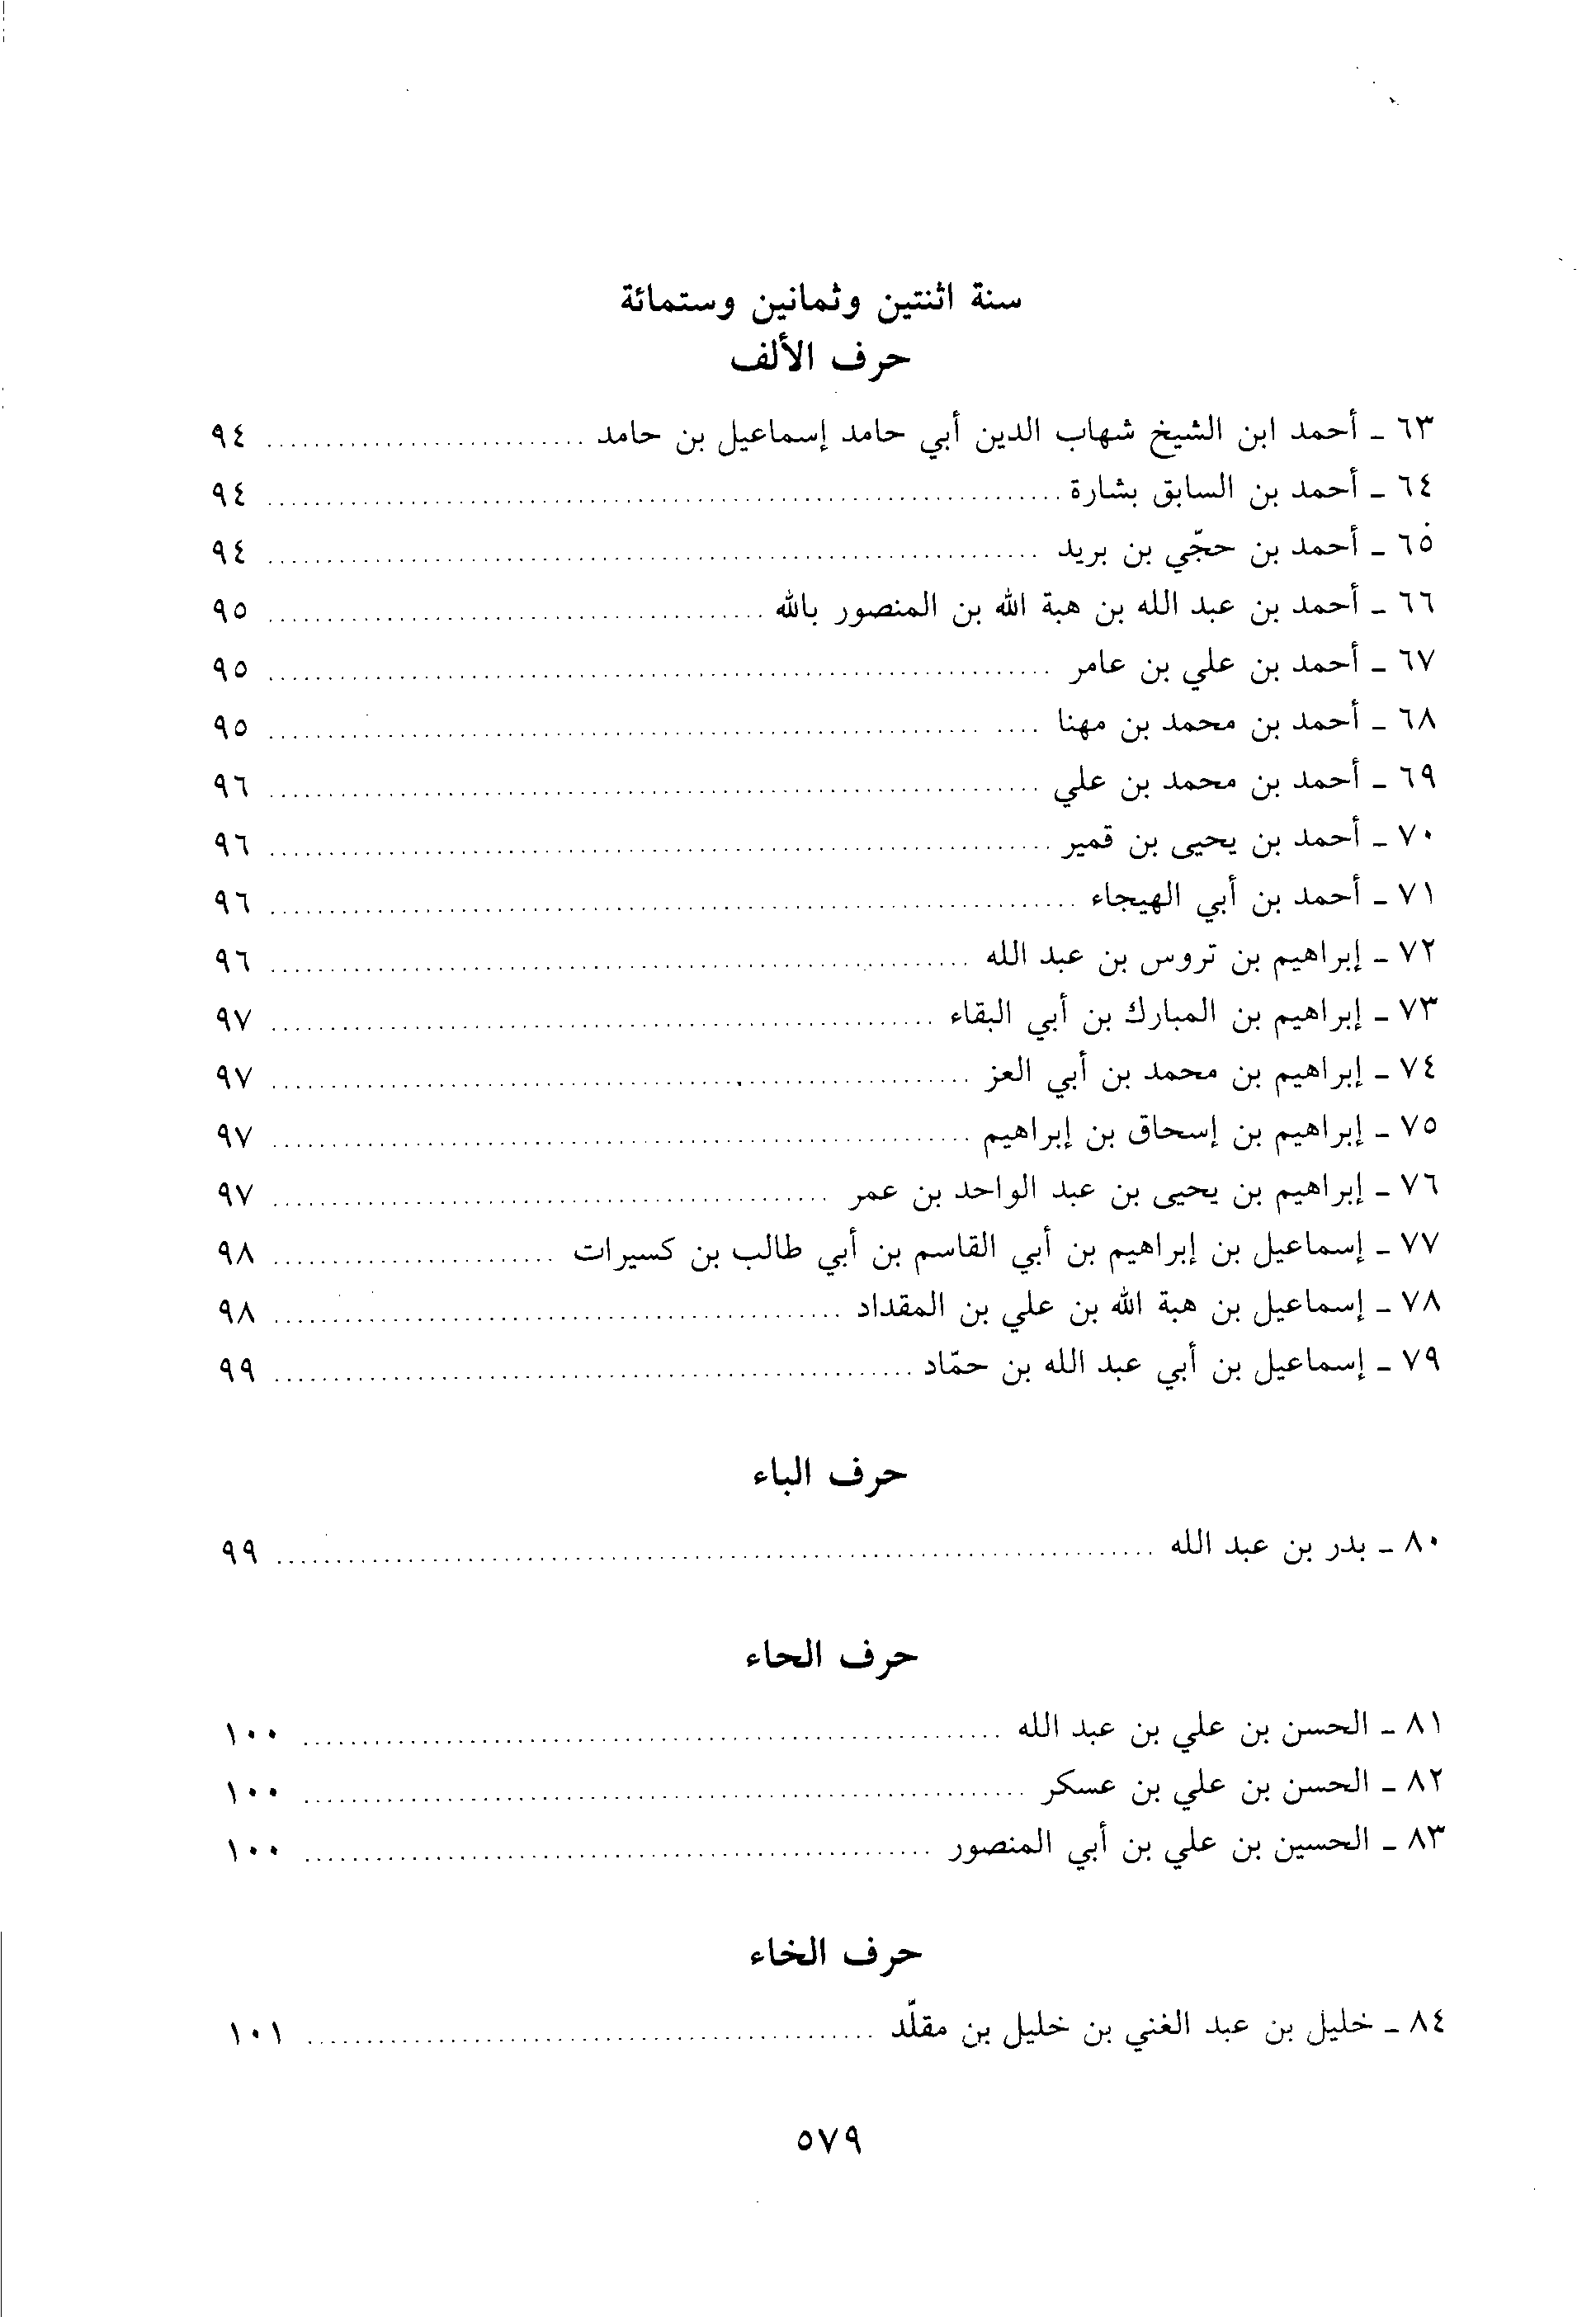 سنة اثنتين وثمانين وستمائة
حرف الألف
٦٣ ـ أحمد ابن الشيخ شهاب الدين أبي حامد إسماعيل بن حامد ........................... ٩٤
٦٤ ـ أحمد بن السابق بشارة ........................... ٩٤
٦٥ ـ أحمد بن حجّي بن بريد ........................... ٩٤
٦٦ ـ أحمد بن عبد الله بن هبة الله بن المنصور بالله ........................... ٩٥
٦٧ ـ أحمد بن علي بن عامر ........................... ٩٥
٦٨ ـ أحمد بن محمد بن مهنا ........................... ٩٥
٦٩ ـ أحمد بن محمد بن علي ........................... ٩٦
٧٠ ـ أحمد بن يحيى بن قمير ........................... ٩٦
٧١ ـ أحمد بن أبي الهيجاء ........................... ٩٦
٧٢ ـ إبراهيم بن تروس بن عبد الله ........................... ٩٦
٧٣ ـ إبراهيم بن المبارك بن أبي البقاء ........................... ٩٧
٧٤ ـ إبراهيم بن محمد بن أبي العز ........................... ٩٧
٧٥ ـ إبراهيم بن إسحاق بن إبراهيم ........................... ٩٧
٧٦ ـ إبراهيم بن يحيى بن عبد الواحد بن عمر ........................... ٩٧
٧٧ ـ إسماعيل بن إبراهيم بن أبي القاسم بن أبي طالب بن كسيرات ........................... ٩٨
٧٨ ـ إسماعيل بن هبة الله بن علي بن المقداد ........................... ٩٨
٧٩ ـ إسماعيل بن أبي عبد الله بن حمّاد ........................... ٩٩
حرف الباء
٨٠ ـ بدر بن عبد الله ........................... ٩٩
حرف الحاء
٨١ ـ الحسن بن علي بن عبد الله ........................... ١٠٠
٨٢ ـ الحسن بن علي بن عسكر ........................... ١٠٠
٨٣ ـ الحسين بن علي بن أبي المنصور ........................... ١٠٠
حرف الخاء
٨٤ ـ خليل بن عبد الغني بن خليل بن مقلّد ........................... ١٠١
٥٧٩